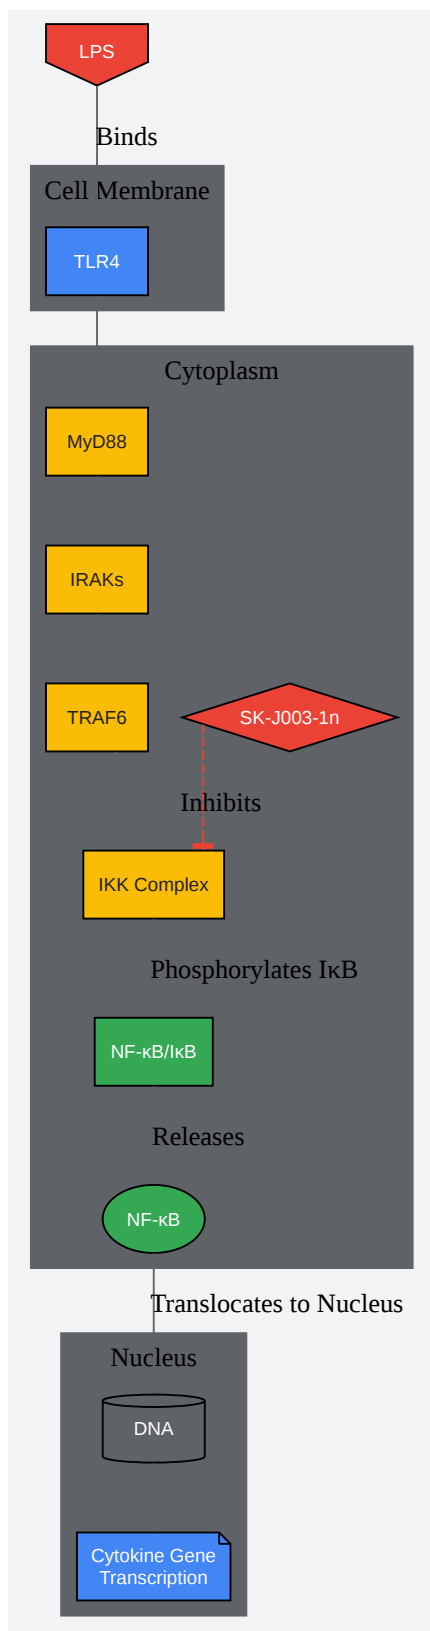 LPS
Binds
Cell Membrane
TLR4
Cytoplasm
MyD88
IRAKs
TRAF6
SK-J003-1n
Inhibits
IKK Complex
Phosphorylates IκB
NF-κB/IκB
Releases
NF-κB
Translocates to Nucleus
Nucleus
DNA
Cytokine Gene
Transcription